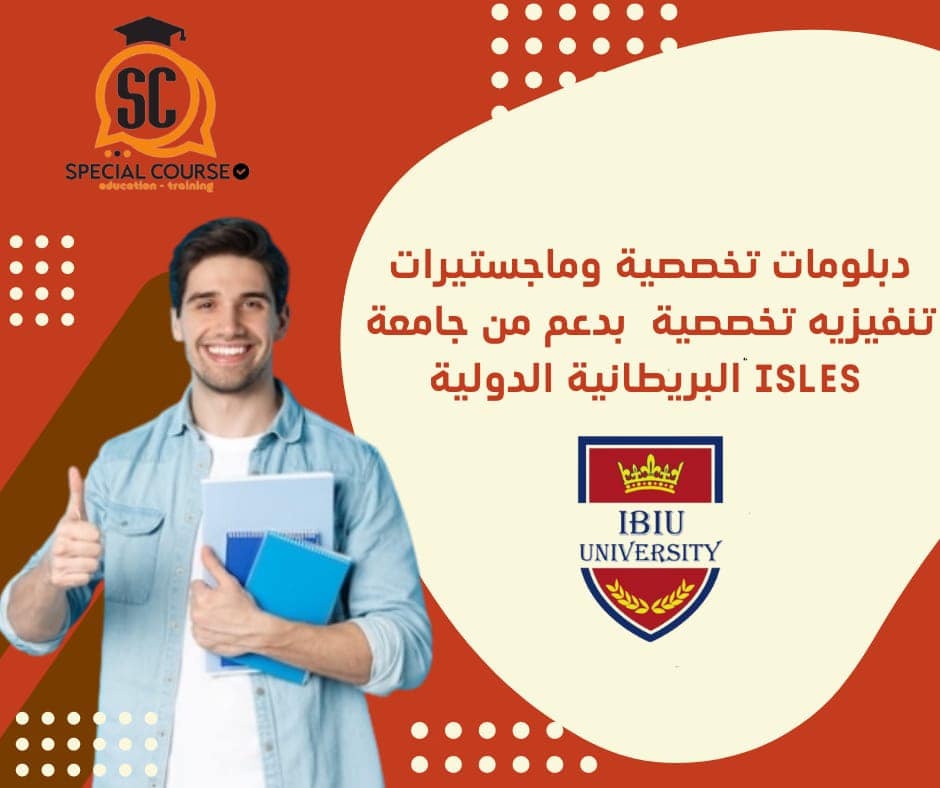 SC
SPECIAL COURSE
education - training
دبلومات تخصصية وماجستيرات
تنفيزيه تخصصية بدعم من جامعة
ISLES البريطانية الدولية
IBIU
UNIVERSITY